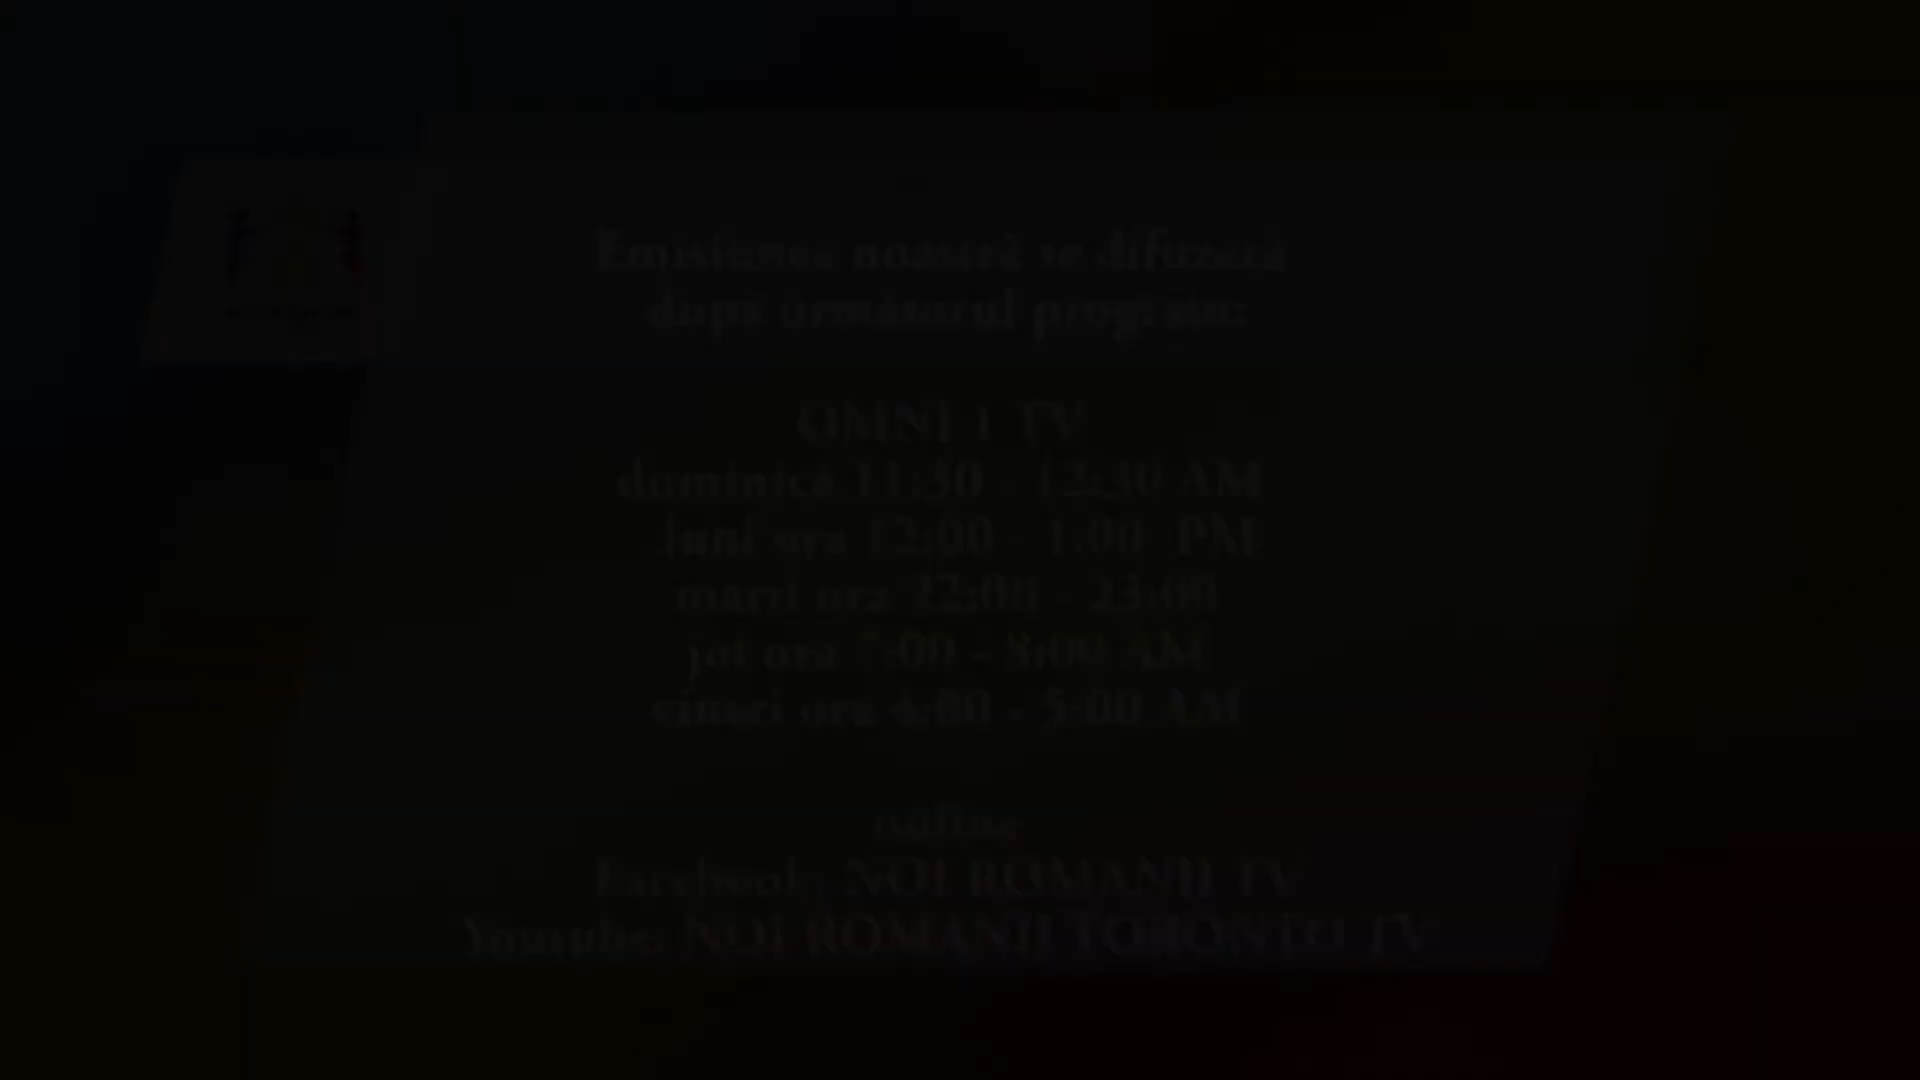 Emisiunea noastră se difuzează
după următorul program:
OMNI 1 TV
duminică 11:30 - 12:30 AM
luni ora 12:00 - 1:00 PM
marți ora 22:00 - 23:00
joi ora 7:00 - 8:00 AM
vineri ora 4:00 - 5:00 AM
online
Facebook: NOI ROMANII TV
Youtube: NOI ROMANII TORONTO TV